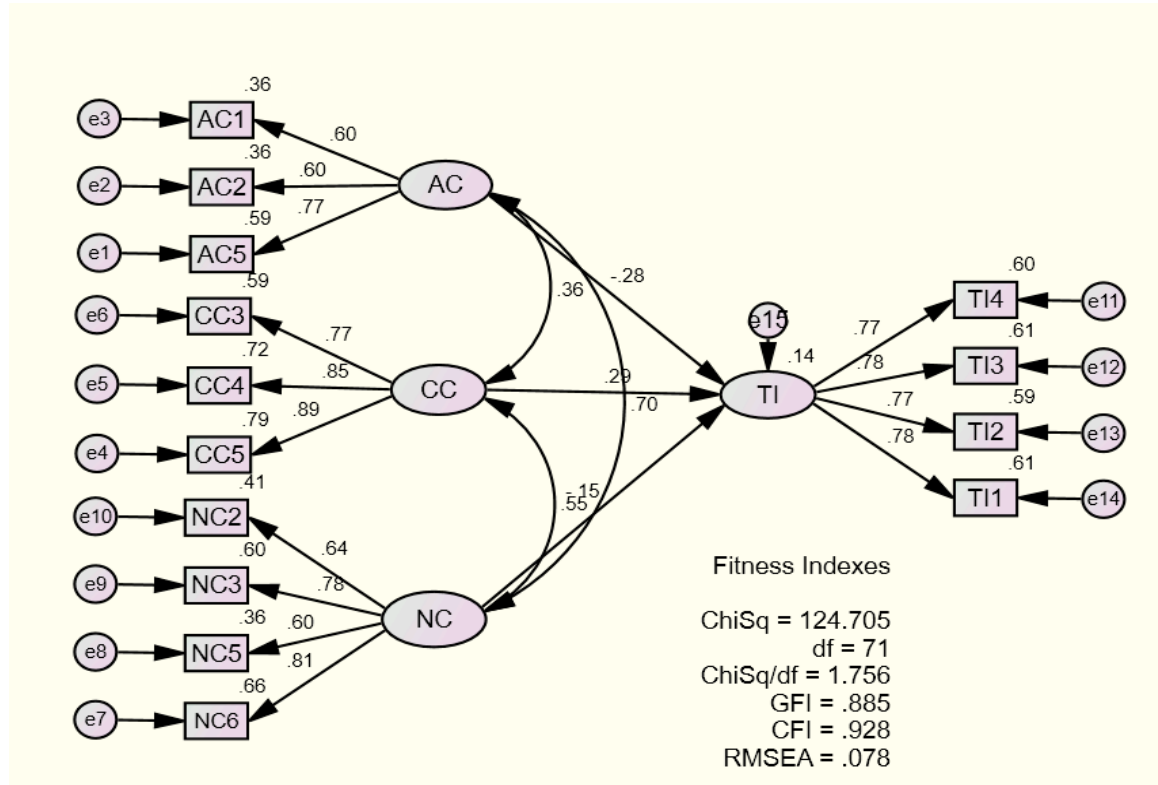 .36
e3
AC1
.60
.36
e2
AC2
.60
AC
.59
.77
e1
AC5
.59
e6
CC3
.77
.72
e5
CC4
.85
CC
.79
.89
e4
CC5
.41
e10
NC2
.64
.60
e9
NC3
.78
.36
.60
e8
NC5
NC
.81
.66
e7
NC6
-.28
.36
.29
.70
-.15
.55
e15
.14
TI
.60
.77
TI4
e11
.61
.78
TI3
e12
.59
.77
TI2
e13
.61
.78
TI1
e14
Fitness Indexes
ChiSq = 124.705
df = 71
ChiSq/df = 1.756
GFI = .885
CFI = .928
RMSEA = .078